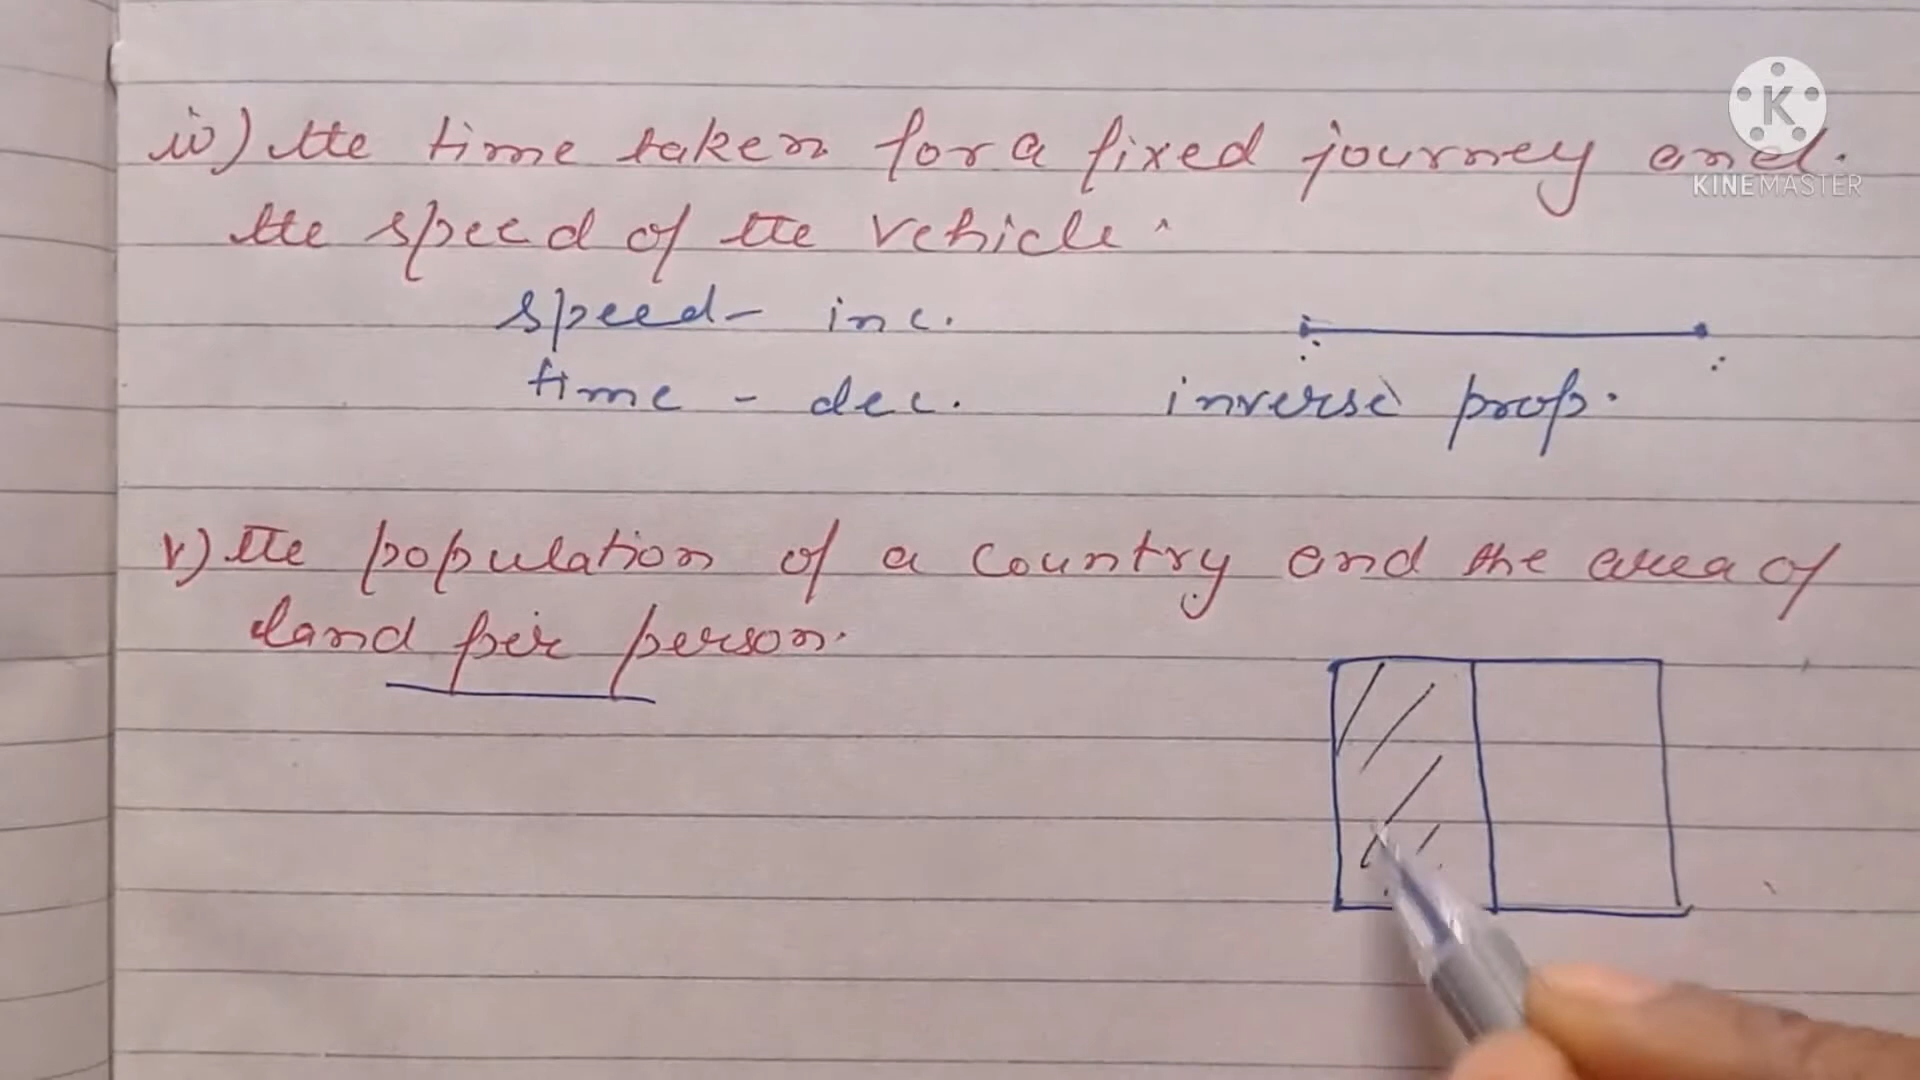 iv) the time taken for a fixed journey and
the speed of the vehicle.
speed - inc.
time - dec.
inverse prop.
v) the population of a country and the area of
land per person.
K
KINEMASTER